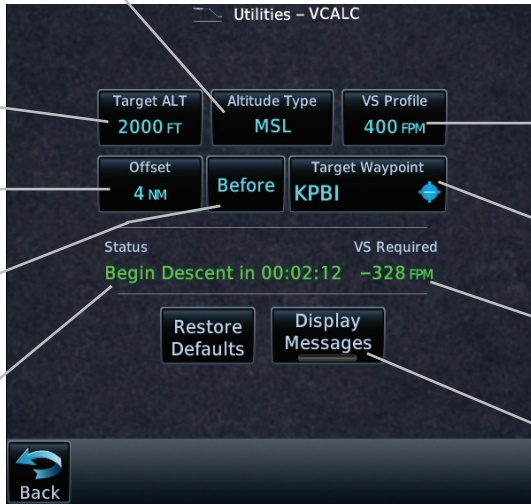 Utilities – VCALC
Target ALT
2000 FT
Altitude Type
MSL
VS Profile
400 FPM
Offset
4 NM
Before
Target Waypoint
KPBI
Status
VS Required
Begin Descent in 00:02:12
−328 FPM
Restore
Defaults
Display
Messages
Back